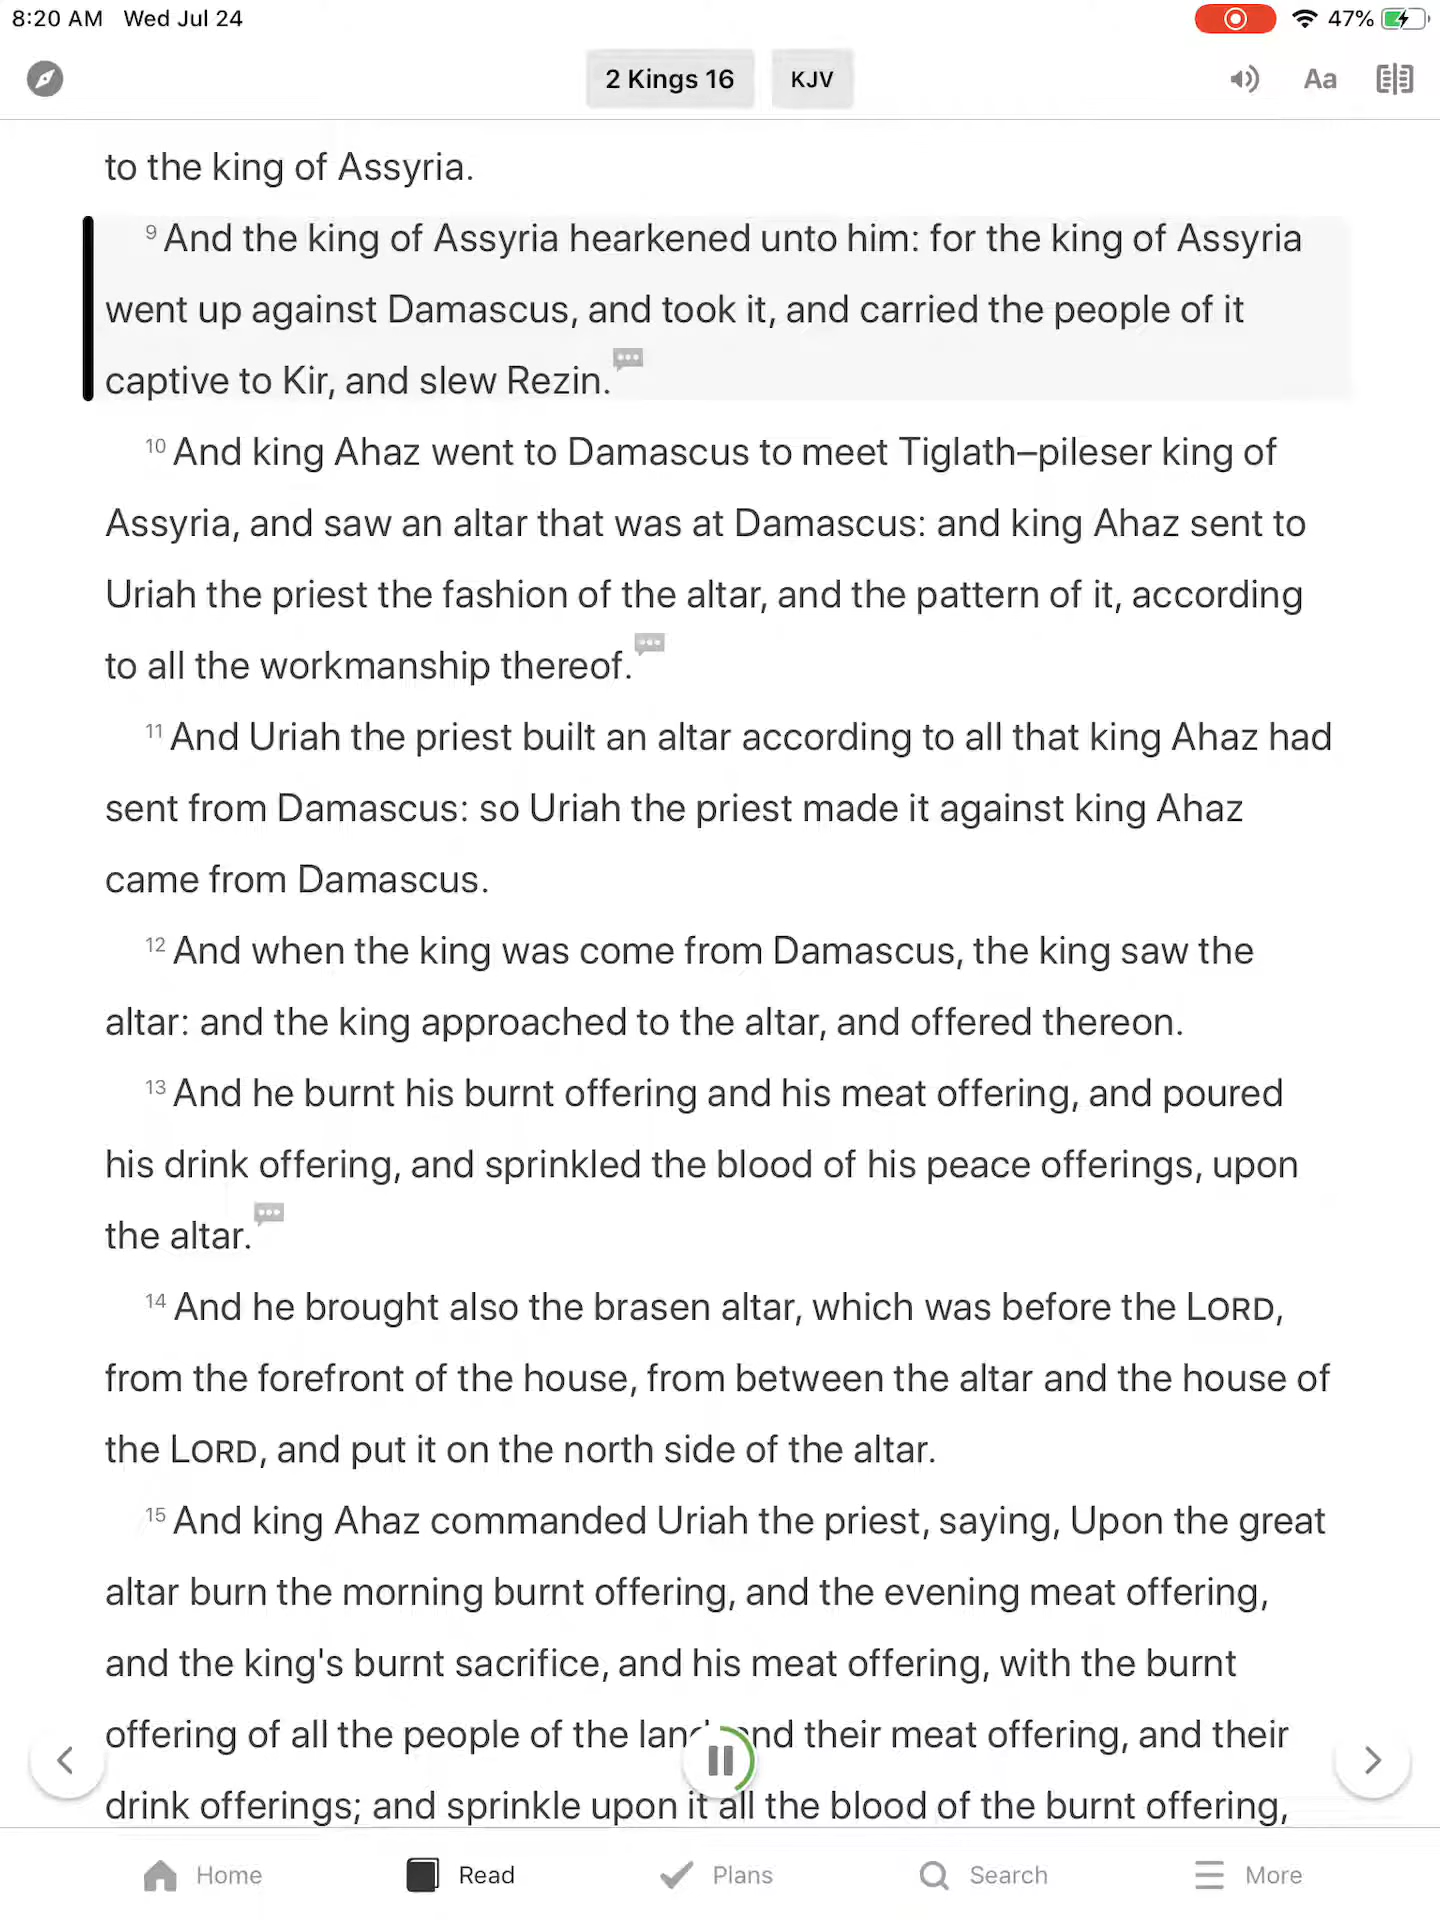 8:20 AM Wed Jul 24 47%
2 Kings 16 KJV Aa
to the king of Assyria.
9 And the king of Assyria hearkened unto him: for the king of Assyria
went up against Damascus, and took it, and carried the people of it
captive to Kir, and slew Rezin.
10 And king Ahaz went to Damascus to meet Tiglath–pileser king of
Assyria, and saw an altar that was at Damascus: and king Ahaz sent to
Uriah the priest the fashion of the altar, and the pattern of it, according
to all the workmanship thereof.
11 And Uriah the priest built an altar according to all that king Ahaz had
sent from Damascus: so Uriah the priest made it against king Ahaz
came from Damascus.
12 And when the king was come from Damascus, the king saw the
altar: and the king approached to the altar, and offered thereon.
13 And he burnt his burnt offering and his meat offering, and poured
his drink offering, and sprinkled the blood of his peace offerings, upon
the altar.
14 And he brought also the brasen altar, which was before the LORD,
from the forefront of the house, from between the altar and the house of
the LORD, and put it on the north side of the altar.
15 And king Ahaz commanded Uriah the priest, saying, Upon the great
altar burn the morning burnt offering, and the evening meat offering,
and the king's burnt sacrifice, and his meat offering, with the burnt
offering of all the people of the land, and their meat offering, and their
drink offerings; and sprinkle upon it all the blood of the burnt offering,
Home Read Plans Search More